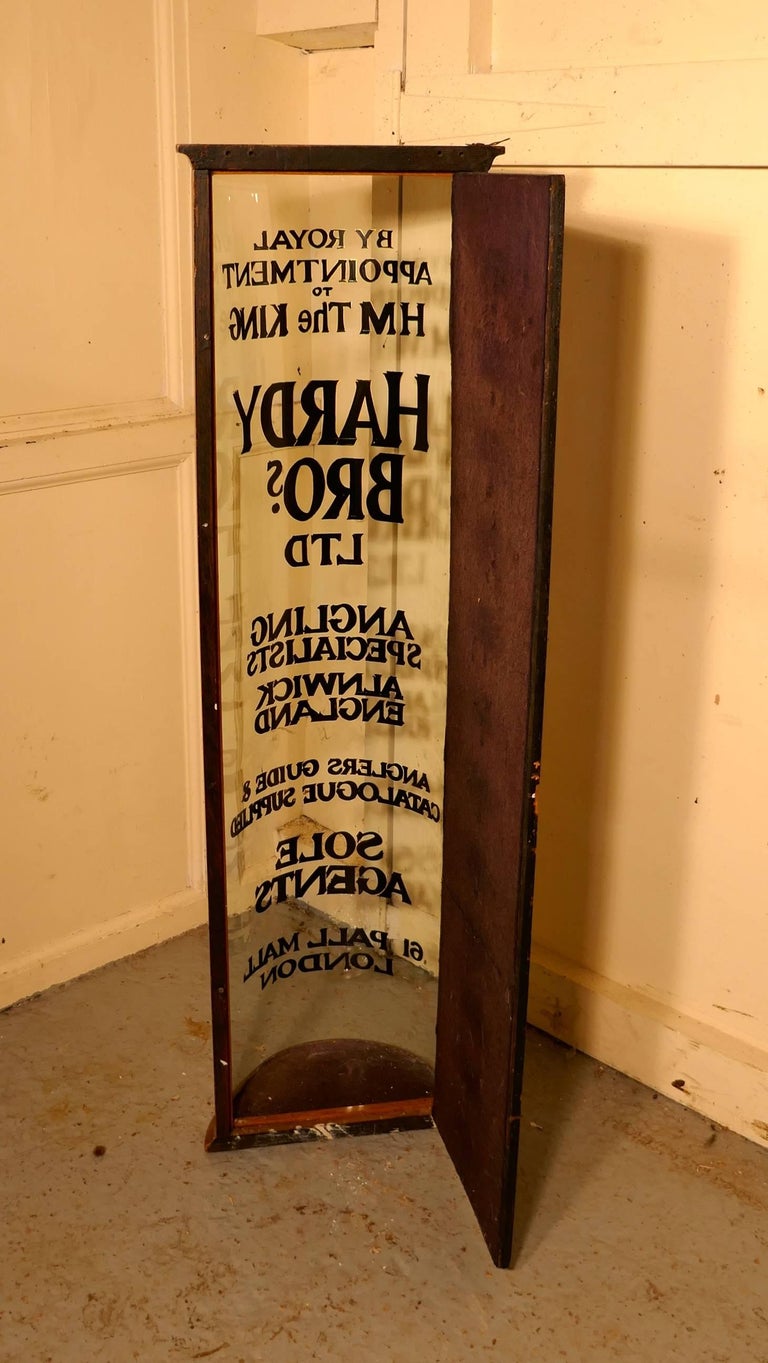 BY ROYAL
APPOINTMENT
TO
HM The KING
HARDY
BROS.
LTD
ANGLING
SPECIALISTS
ALNWICK
ENGLAND
ANGLERS GUIDE &
CATALOGUE SUPPLIED
SOLE
AGENTS
61 PALL MALL
LONDON